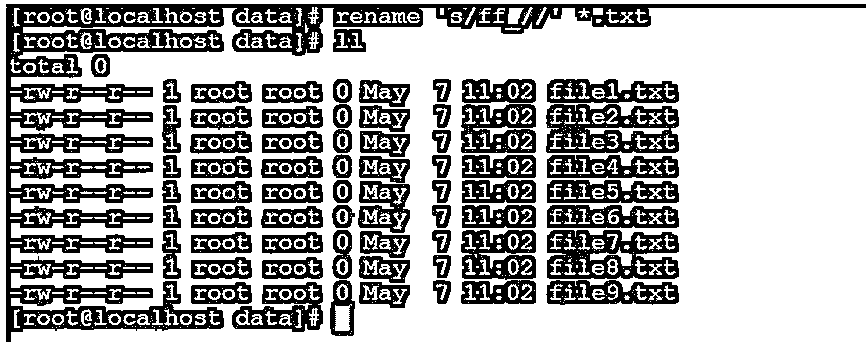 [root@localhost data]# rename 's/ff_//' *.txt
[root@localhost data]# ll
total 0
-rw-r--r-- 1 root root 0 May  7 11:02 file1.txt
-rw-r--r-- 1 root root 0 May  7 11:02 file2.txt
-rw-r--r-- 1 root root 0 May  7 11:02 file3.txt
-rw-r--r-- 1 root root 0 May  7 11:02 file4.txt
-rw-r--r-- 1 root root 0 May  7 11:02 file5.txt
-rw-r--r-- 1 root root 0 May  7 11:02 file6.txt
-rw-r--r-- 1 root root 0 May  7 11:02 file7.txt
-rw-r--r-- 1 root root 0 May  7 11:02 file8.txt
-rw-r--r-- 1 root root 0 May  7 11:02 file9.txt
[root@localhost data]#